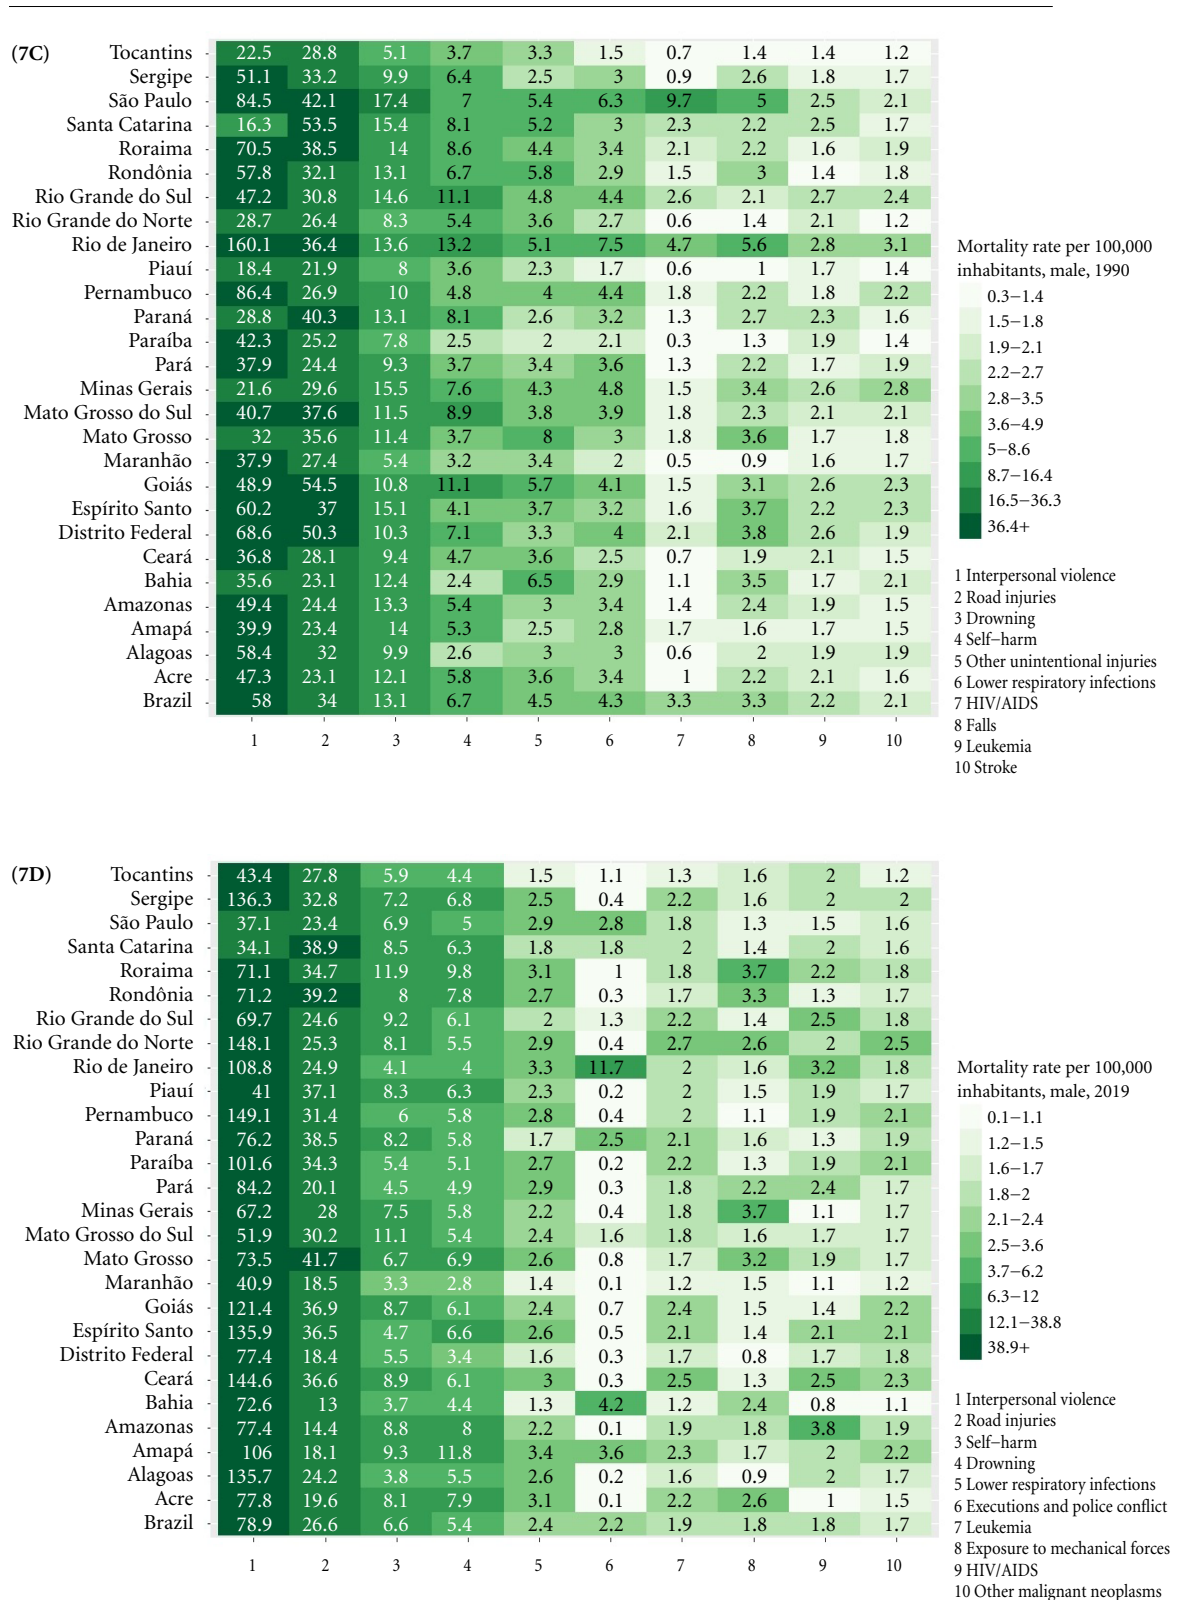 (7C)
Tocantins 22.5 28.8 5.1 3.7 3.3 1.5 0.7 1.4 1.4 1.2
Sergipe 51.1 33.2 9.9 6.4 2.5 3 0.9 2.6 1.8 1.7
São Paulo 84.5 42.1 17.4 7 5.4 6.3 9.7 5 2.5 2.1
Santa Catarina 16.3 53.5 15.4 8.1 5.2 3 2.3 2.2 2.5 1.7
Roraima 70.5 38.5 14 8.6 4.4 3.4 2.1 2.2 1.6 1.9
Rondônia 57.8 32.1 13.1 6.7 5.8 2.9 1.5 3 1.4 1.8
Rio Grande do Sul 47.2 30.8 14.6 11.1 4.8 4.4 2.6 2.1 2.7 2.4
Rio Grande do Norte 28.7 26.4 8.3 5.4 3.6 2.7 0.6 1.4 2.1 1.2
Rio de Janeiro 160.1 36.4 13.6 13.2 5.1 7.5 4.7 5.6 2.8 3.1
Piauí 18.4 21.9 8 3.6 2.3 1.7 0.6 1 1.7 1.4
Pernambuco 86.4 26.9 10 4.8 4 4.4 1.8 2.2 1.8 2.2
Paraná 28.8 40.3 13.1 8.1 2.6 3.2 1.3 2.7 2.3 1.6
Paraíba 42.3 25.2 7.8 2.5 2 2.1 0.3 1.3 1.9 1.4
Pará 37.9 24.4 9.3 3.7 3.4 3.6 1.3 2.2 1.7 1.9
Minas Gerais 21.6 29.6 15.5 7.6 4.3 4.8 1.5 3.4 2.6 2.8
Mato Grosso do Sul 40.7 37.6 11.5 8.9 3.8 3.9 1.8 2.3 2.1 2.1
Mato Grosso 32 35.6 11.4 3.7 8 3 1.8 3.6 1.7 1.8
Maranhão 37.9 27.4 5.4 3.2 3.4 2 0.5 0.9 1.6 1.7
Goiás 48.9 54.5 10.8 11.1 5.7 4.1 1.5 3.1 2.6 2.3
Espírito Santo 60.2 37 15.1 4.1 3.7 3.2 1.6 3.7 2.2 2.3
Distrito Federal 68.6 50.3 10.3 7.1 3.3 4 2.1 3.8 2.6 1.9
Ceará 36.8 28.1 9.4 4.7 3.6 2.5 0.7 1.9 2.1 1.5
Bahia 35.6 23.1 12.4 2.4 6.5 2.9 1.1 3.5 1.7 2.1
Amazonas 49.4 24.4 13.3 5.4 3 3.4 1.4 2.4 1.9 1.5
Amapá 39.9 23.4 14 5.3 2.5 2.8 1.7 1.6 1.7 1.5
Alagoas 58.4 32 9.9 2.6 3 3 0.6 2 1.9 1.9
Acre 47.3 23.1 12.1 5.8 3.6 3.4 1 2.2 2.1 1.6
Brazil 58 34 13.1 6.7 4.5 4.3 3.3 3.3 2.2 2.1
1 2 3 4 5 6 7 8 9 10
Mortality rate per 100,000
inhabitants, male, 1990
0.3−1.4
1.5−1.8
1.9−2.1
2.2−2.7
2.8−3.5
3.6−4.9
5−8.6
8.7−16.4
16.5−36.3
36.4+
1 Interpersonal violence
2 Road injuries
3 Drowning
4 Self−harm
5 Other unintentional injuries
6 Lower respiratory infections
7 HIV/AIDS
8 Falls
9 Leukemia
10 Stroke
(7D)
Tocantins 43.4 27.8 5.9 4.4 1.5 1.1 1.3 1.6 2 1.2
Sergipe 136.3 32.8 7.2 6.8 2.5 0.4 2.2 1.6 2 2
São Paulo 37.1 23.4 6.9 5 2.9 2.8 1.8 1.3 1.5 1.6
Santa Catarina 34.1 38.9 8.5 6.3 1.8 1.8 2 1.4 2 1.6
Roraima 71.1 34.7 11.9 9.8 3.1 1 1.8 3.7 2.2 1.8
Rondônia 71.2 39.2 8 7.8 2.7 0.3 1.7 3.3 1.3 1.7
Rio Grande do Sul 69.7 24.6 9.2 6.1 2 1.3 2.2 1.4 2.5 1.8
Rio Grande do Norte 148.1 25.3 8.1 5.5 2.9 0.4 2.7 2.6 2 2.5
Rio de Janeiro 108.8 24.9 4.1 4 3.3 11.7 2 1.6 3.2 1.8
Piauí 41 37.1 8.3 6.3 2.3 0.2 2 1.5 1.9 1.7
Pernambuco 149.1 31.4 6 5.8 2.8 0.4 2 1.1 1.9 2.1
Paraná 76.2 38.5 8.2 5.8 1.7 2.5 2.1 1.6 1.3 1.9
Paraíba 101.6 34.3 5.4 5.1 2.7 0.2 2.2 1.3 1.9 2.1
Pará 84.2 20.1 4.5 4.9 2.9 0.3 1.8 2.2 2.4 1.7
Minas Gerais 67.2 28 7.5 5.8 2.2 0.4 1.8 3.7 1.1 1.7
Mato Grosso do Sul 51.9 30.2 11.1 5.4 2.4 1.6 1.8 1.6 1.7 1.7
Mato Grosso 73.5 41.7 6.7 6.9 2.6 0.8 1.7 3.2 1.9 1.7
Maranhão 40.9 18.5 3.3 2.8 1.4 0.1 1.2 1.5 1.1 1.2
Goiás 121.4 36.9 8.7 6.1 2.4 0.7 2.4 1.5 1.4 2.2
Espírito Santo 135.9 36.5 4.7 6.6 2.6 0.5 2.1 1.4 2.1 2.1
Distrito Federal 77.4 18.4 5.5 3.4 1.6 0.3 1.7 0.8 1.7 1.8
Ceará 144.6 36.6 8.9 6.1 3 0.3 2.5 1.3 2.5 2.3
Bahia 72.6 13 3.7 4.4 1.3 4.2 1.2 2.4 0.8 1.1
Amazonas 77.4 14.4 8.8 8 2.2 0.1 1.9 1.8 3.8 1.9
Amapá 106 18.1 9.3 11.8 3.4 3.6 2.3 1.7 2 2.2
Alagoas 135.7 24.2 3.8 5.5 2.6 0.2 1.6 0.9 2 1.7
Acre 77.8 19.6 8.1 7.9 3.1 0.1 2.2 2.6 1 1.5
Brazil 78.9 26.6 6.6 5.4 2.4 2.2 1.9 1.8 1.8 1.7
1 2 3 4 5 6 7 8 9 10
Mortality rate per 100,000
inhabitants, male, 2019
0.1−1.1
1.2−1.5
1.6−1.7
1.8−2
2.1−2.4
2.5−3.6
3.7−6.2
6.3−12
12.1−38.8
38.9+
1 Interpersonal violence
2 Road injuries
3 Self−harm
4 Drowning
5 Lower respiratory infections
6 Executions and police conflict
7 Leukemia
8 Exposure to mechanical forces
9 HIV/AIDS
10 Other malignant neoplasms